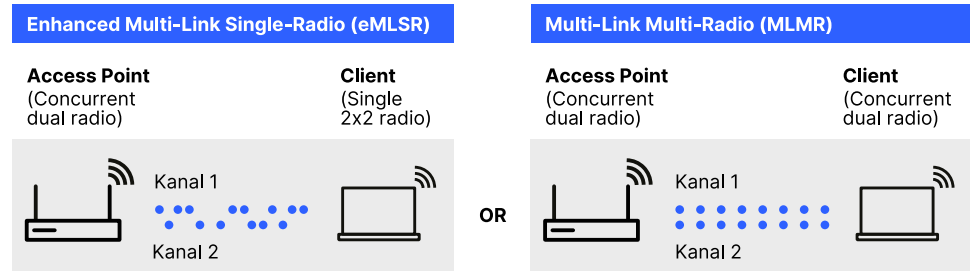 Enhanced Multi-Link Single-Radio (eMLSR)
Access Point
(Concurrent
dual radio)
Client
(Single
2x2 radio)
Kanal 1
Kanal 2
OR
Multi-Link Multi-Radio (MLMR)
Access Point
(Concurrent
dual radio)
Client
(Concurrent
dual radio)
Kanal 1
Kanal 2